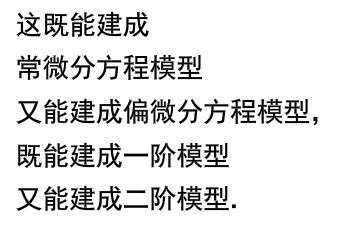 这既能建成
常微分方程模型
又能建成偏微分方程模型，
既能建成一阶模型
又能建成二阶模型.